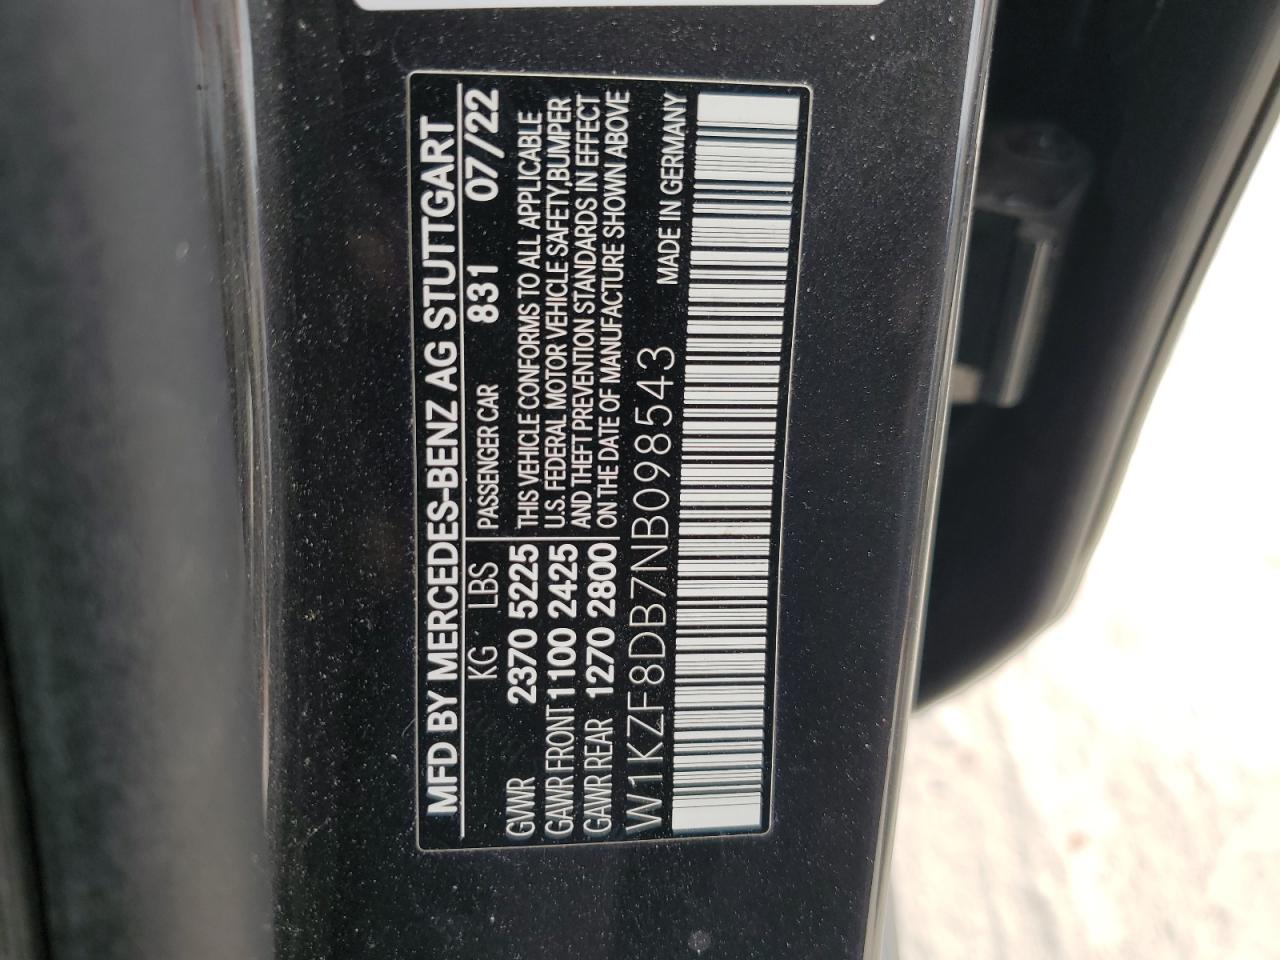 MFD BY MERCEDES-BENZ AG STUTTGART
KG LBS PASSENGER CAR 831 07/22
GVWR 2370 5225 THIS VEHICLE CONFORMS TO ALL APPLICABLE
GAWR FRONT 1100 2425 U.S. FEDERAL MOTOR VEHICLE SAFETY,BUMPER
GAWR REAR 1270 2800 AND THEFT PREVENTION STANDARDS IN EFFECT
ON THE DATE OF MANUFACTURE SHOWN ABOVE
W1KZF8DB7NB098543 MADE IN GERMANY